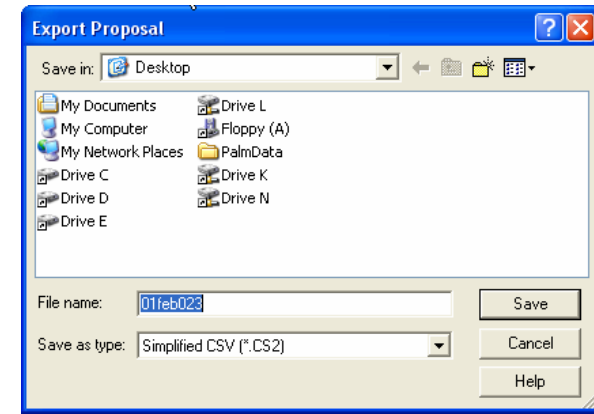 Export Proposal
Save in: Desktop
My Documents
My Computer
My Network Places
Drive C
Drive D
Drive E
Drive L
Floppy (A)
PalmData
Drive K
Drive N
File name: 01feb023 Save
Save as type: Simplified CSV (*.CS2) Cancel
Help